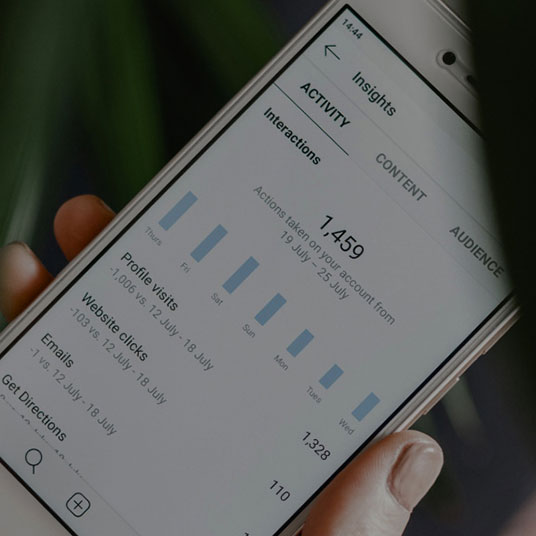 14:44
Insights
ACTIVITY
CONTENT
AUDIENCE
Interactions
1,459
Actions taken on your account from
19 July - 25 July
Thurs
Fri
Sat
Sun
Mon
Tues
Wed
Profile visits
1,328
-1,006 vs. 12 July - 18 July
Website clicks
110
-103 vs. 12 July - 18 July
Emails
-1 vs. 12 July - 18 July
Get Directions